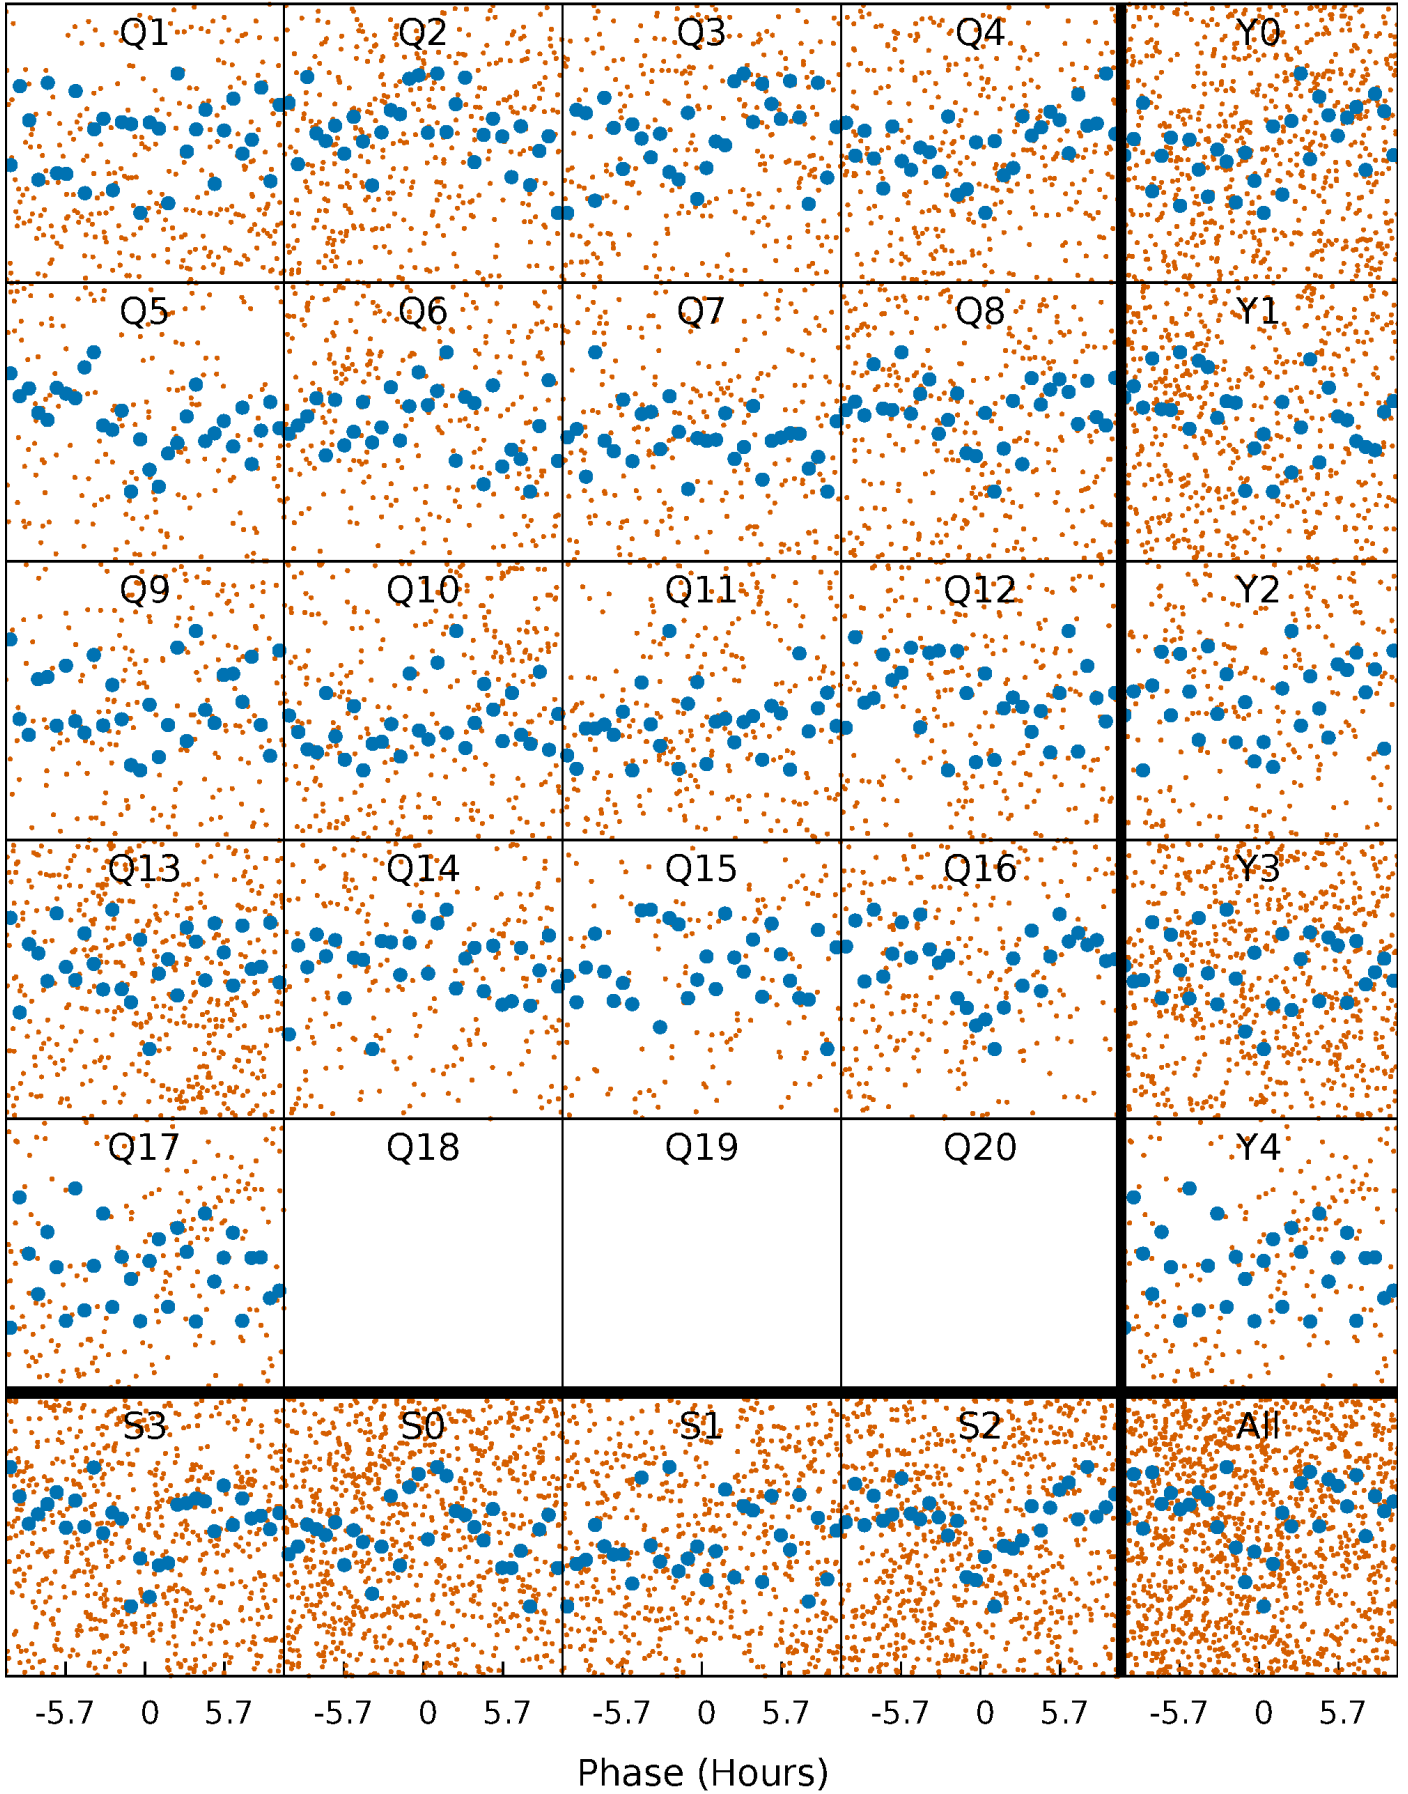 Q1 Q2 Q3 Q4 Y0
Q5 Q6 Q7 Q8 Y1
Q9 Q10 Q11 Q12 Y2
Q13 Q14 Q15 Q16 Y3
Q17 Q18 Q19 Q20 Y4
S3 S0 S1 S2 All
-5.7 0 5.7 -5.7 0 5.7 -5.7 0 5.7 -5.7 0 5.7 -5.7 0 5.7
Phase (Hours)